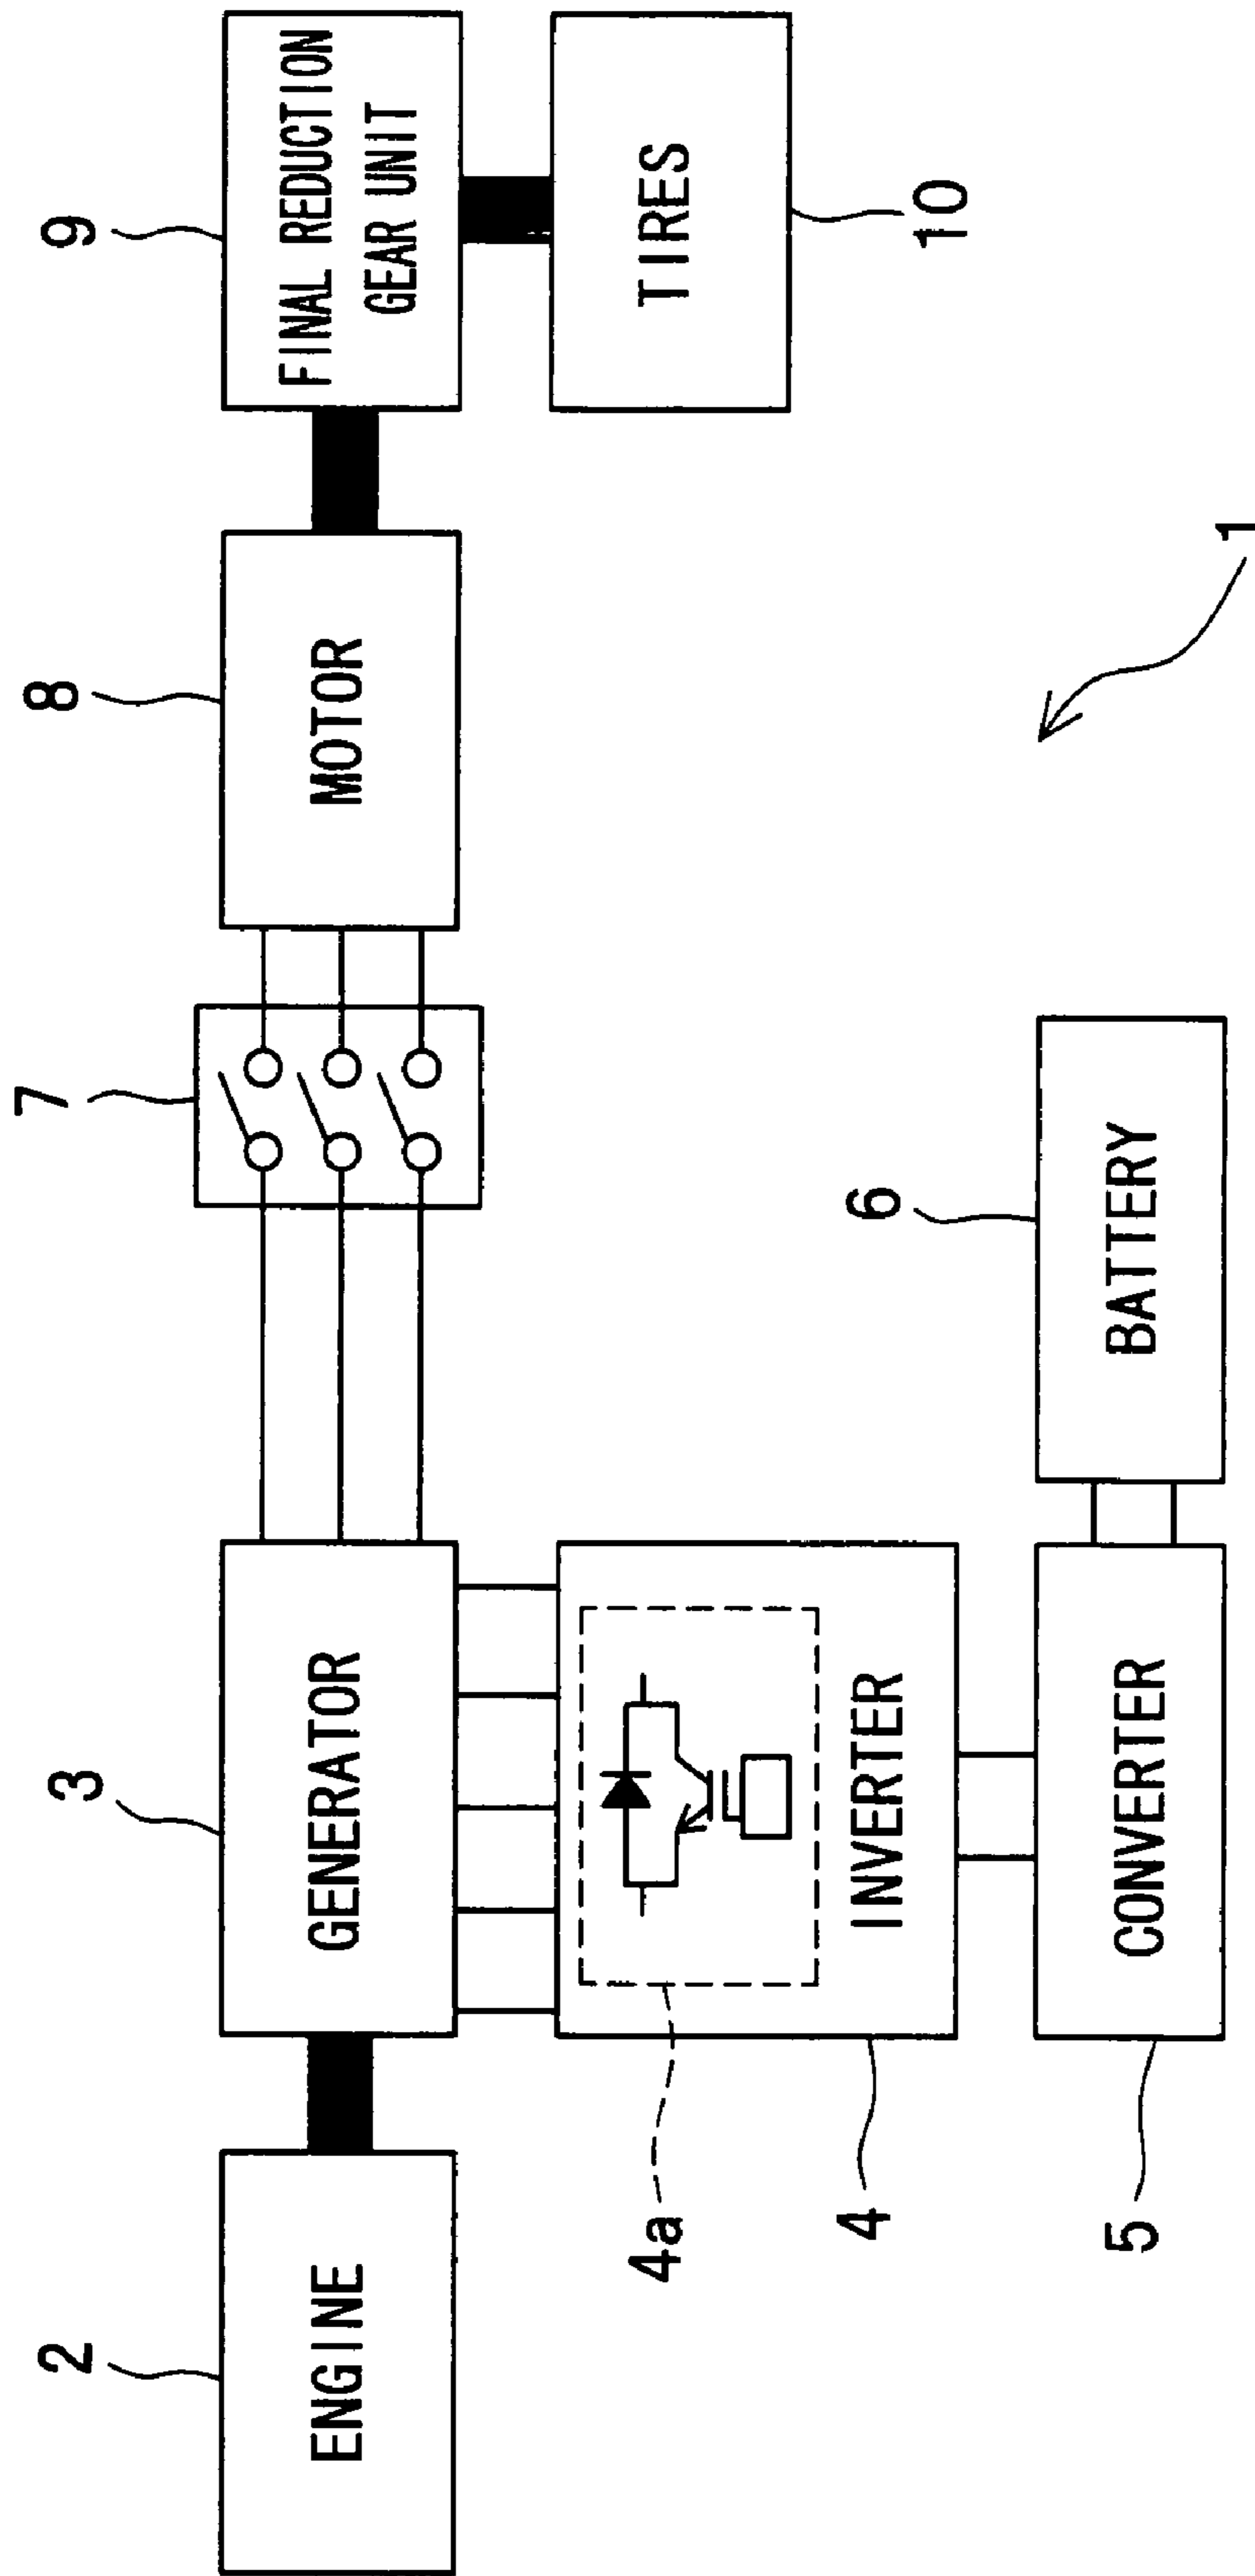 2
ENGINE
3
GENERATOR
7
8
MOTOR
9
FINAL REDUCTION
GEAR UNIT
TIRES
10
4a
4
INVERTER
5
CONVERTER
6
BATTERY
1